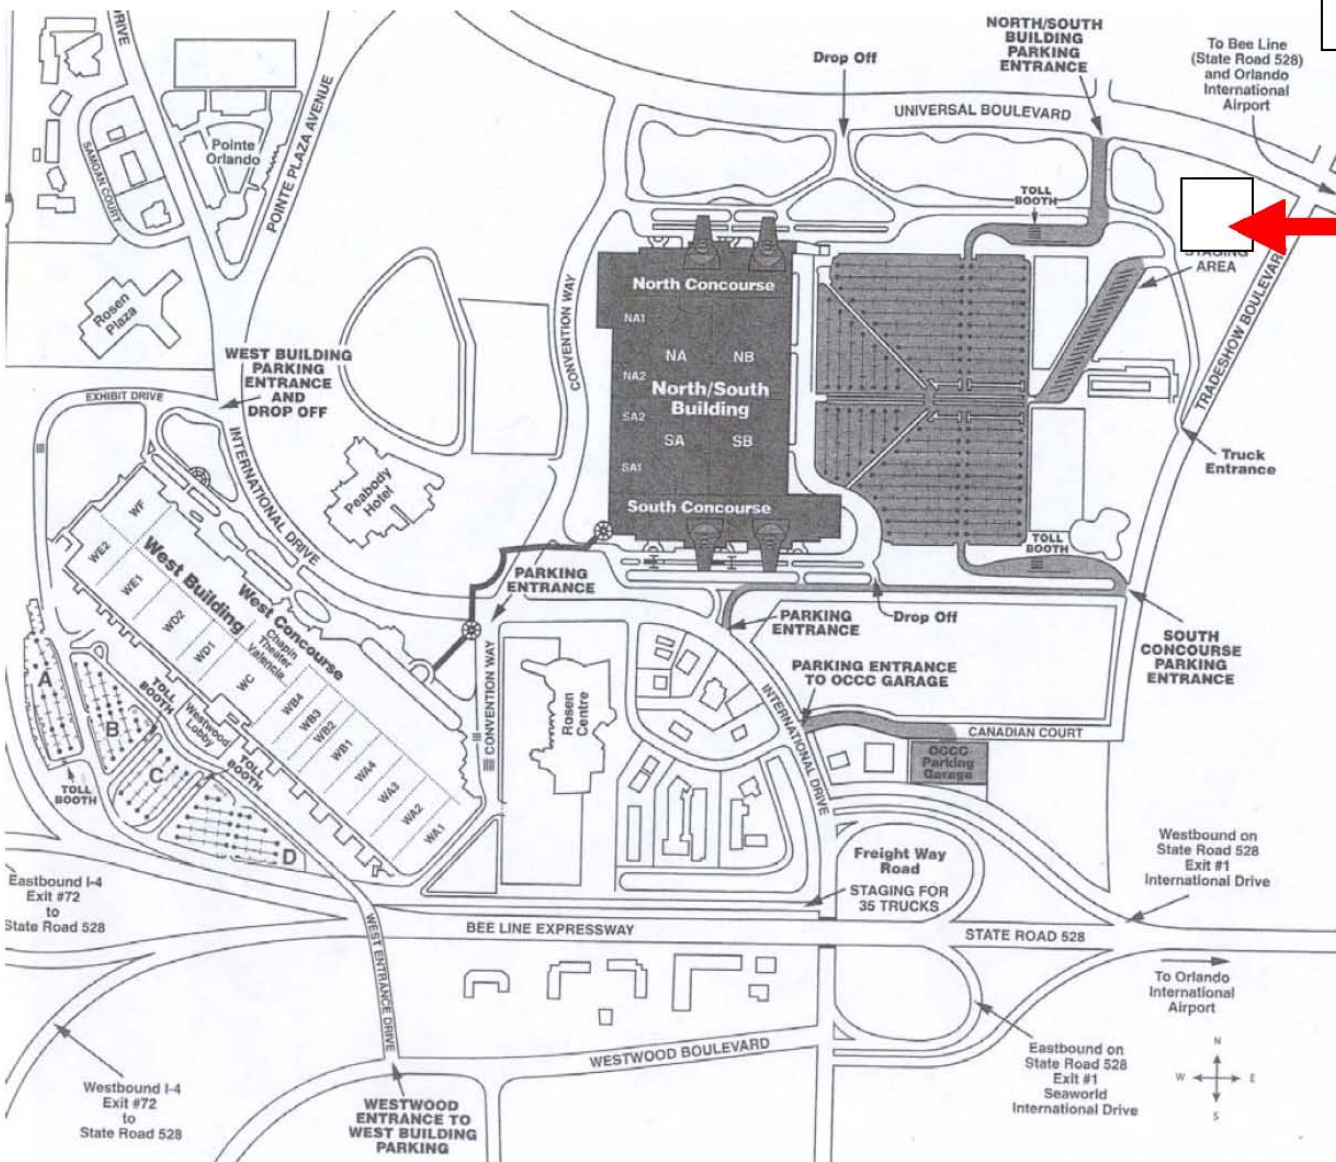 DRIVE
NORTH/SOUTH
BUILDING
PARKING
ENTRANCE
Drop Off
To Bee Line
(State Road 528)
and Orlando
International
Airport
UNIVERSAL BOULEVARD
POINTE PLAZA AVENUE
Pointe
Orlando
SAMOAN COURT
TOLL
BOOTH
STAGING
AREA
North Concourse
NA1
NA
NB
CONVENTION WAY
Rosen
Plaza
WEST BUILDING
PARKING
ENTRANCE
AND
DROP OFF
NA2
North/South
Building
SA2
SA
SB
SA1
South Concourse
TRADESHOW BOULEVARD
EXHIBIT DRIVE
INTERNATIONAL DRIVE
Peabody
Hotel
Truck
Entrance
TOLL
BOOTH
WF
WE2
WE1
WD2
WD1
WC
West Building
West Concourse
Chapin
Theater
Valencia
WB4
WB3
WB2
WB1
WA4
WA3
WA2
WA1
PARKING
ENTRANCE
PARKING
ENTRANCE
Drop Off
SOUTH
CONCOURSE
PARKING
ENTRANCE
PARKING ENTRANCE
TO OCCC GARAGE
CONVENTION WAY
Rosen
Centre
INTERNATIONAL DRIVE
CANADIAN COURT
OCCC
Parking
Garage
A
B
C
D
TOLL
BOOTH
Westwood
Lobby
TOLL
BOOTH
TOLL
BOOTH
Freight Way
Road
STAGING FOR
35 TRUCKS
Westbound on
State Road 528
Exit #1
International Drive
Eastbound I-4
Exit #72
to
State Road 528
BEE LINE EXPRESSWAY
STATE ROAD 528
WEST ENTRANCE DRIVE
To Orlando
International
Airport
WESTWOOD BOULEVARD
Eastbound on
State Road 528
Exit #1
Seaworld
International Drive
N
W
E
S
Westbound I-4
Exit #72
to
State Road 528
WESTWOOD
ENTRANCE TO
WEST BUILDING
PARKING